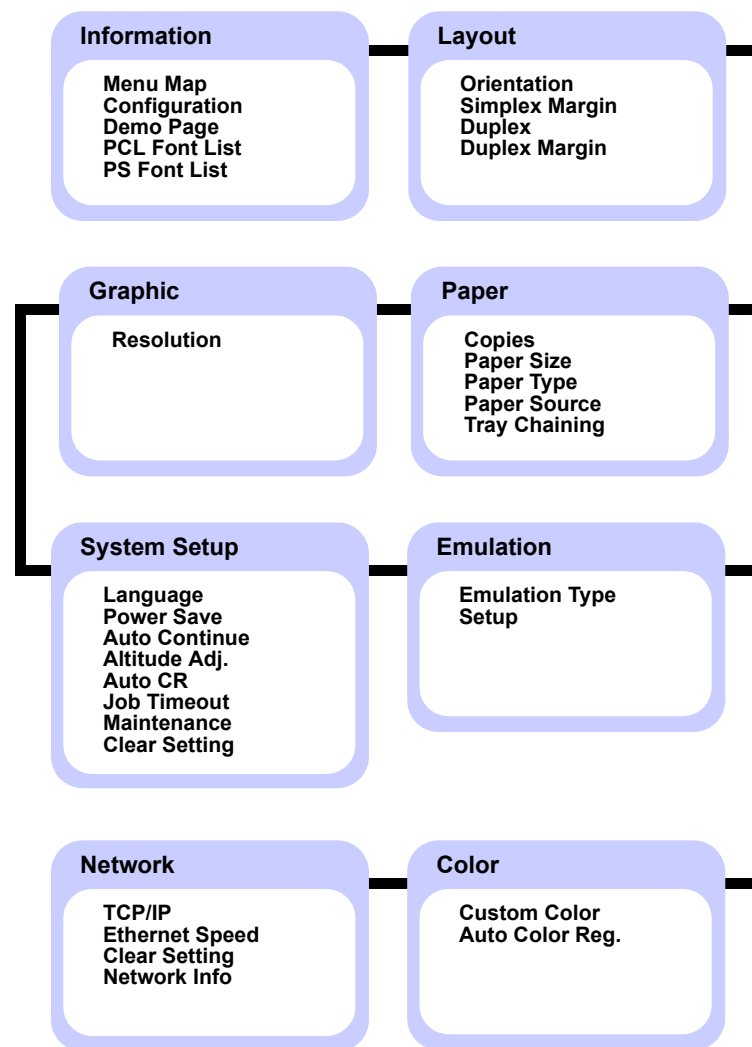 Information
Menu Map
Configuration
Demo Page
PCL Font List
PS Font List
Layout
Orientation
Simplex Margin
Duplex
Duplex Margin
Graphic
Resolution
Paper
Copies
Paper Size
Paper Type
Paper Source
Tray Chaining
System Setup
Language
Power Save
Auto Continue
Altitude Adj.
Auto CR
Job Timeout
Maintenance
Clear Setting
Emulation
Emulation Type
Setup
Network
TCP/IP
Ethernet Speed
Clear Setting
Network Info
Color
Custom Color
Auto Color Reg.